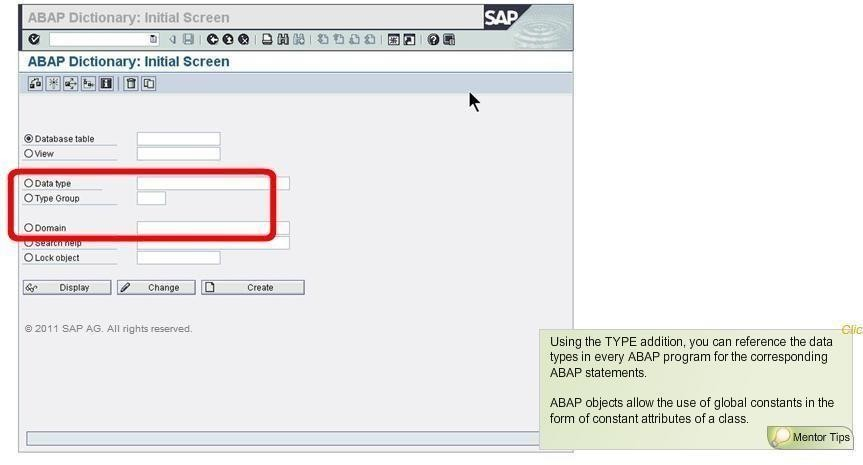 ABAP Dictionary: Initial Screen
SAP
ABAP Dictionary: Initial Screen
Database table
View
Data type
Type Group
Domain
Search help
Lock object
Display Change Create
© 2011 SAP AG. All rights reserved.
Clic
Using the TYPE addition, you can reference the data
types in every ABAP program for the corresponding
ABAP statements.
ABAP objects allow the use of global constants in the
form of constant attributes of a class.
Mentor Tips